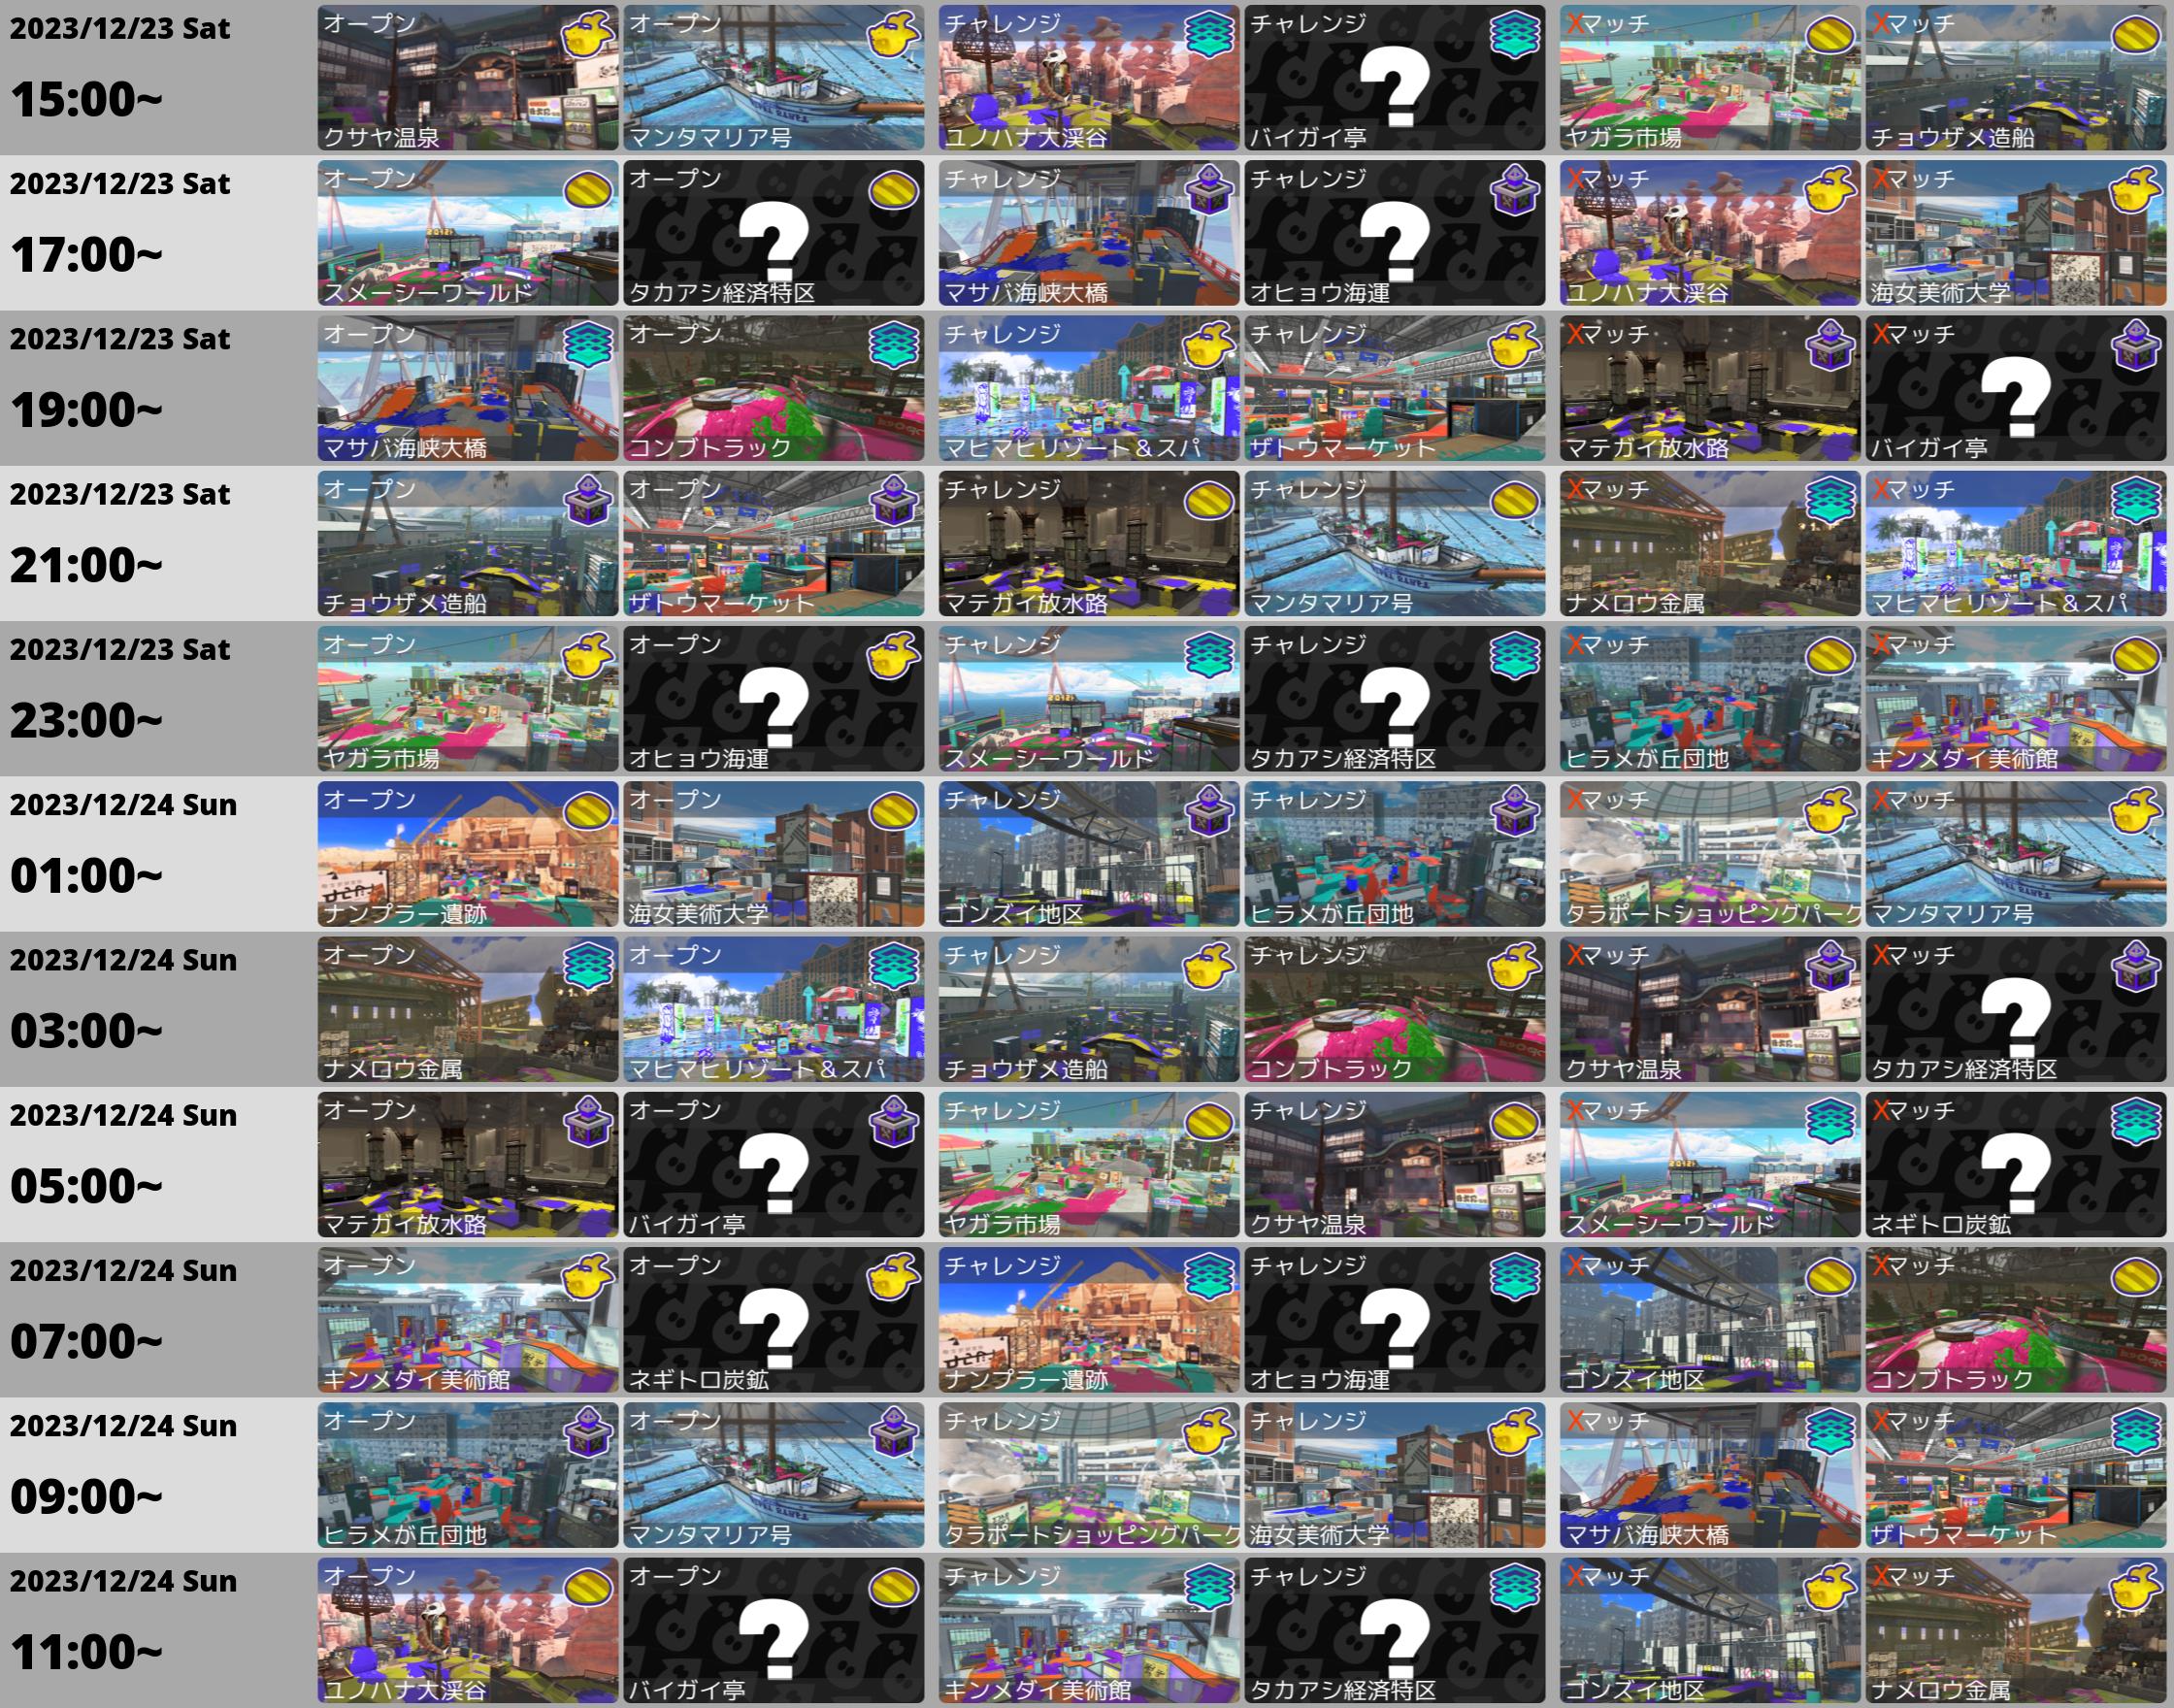 2023/12/23 Sat
15:00~
オープン
クサヤ温泉
オープン
マンタマリア号
チャレンジ
ユノハナ大渓谷
チャレンジ
バイガイ亭
Xマッチ
ヤガラ市場
Xマッチ
チョウザメ造船
2023/12/23 Sat
17:00~
オープン
スメーシーワールド
オープン
タカアシ経済特区
チャレンジ
マサバ海峡大橋
チャレンジ
オヒョウ海運
Xマッチ
ユノハナ大渓谷
Xマッチ
海女美術大学
2023/12/23 Sat
19:00~
オープン
マサバ海峡大橋
オープン
コンブトラック
チャレンジ
マヒマヒリゾート＆スパ
チャレンジ
ザトウマーケット
Xマッチ
マテガイ放水路
Xマッチ
バイガイ亭
2023/12/23 Sat
21:00~
オープン
チョウザメ造船
オープン
ザトウマーケット
チャレンジ
マテガイ放水路
チャレンジ
マンタマリア号
Xマッチ
ナメロウ金属
Xマッチ
マヒマヒリゾート＆スパ
2023/12/23 Sat
23:00~
オープン
ヤガラ市場
オープン
オヒョウ海運
チャレンジ
スメーシーワールド
チャレンジ
タカアシ経済特区
Xマッチ
ヒラメが丘団地
Xマッチ
キンメダイ美術館
2023/12/24 Sun
01:00~
オープン
ナンプラー遺跡
オープン
海女美術大学
チャレンジ
ゴンズイ地区
チャレンジ
ヒラメが丘団地
Xマッチ
タラポートショッピングパーク
Xマッチ
マンタマリア号
2023/12/24 Sun
03:00~
オープン
ナメロウ金属
オープン
マヒマヒリゾート＆スパ
チャレンジ
チョウザメ造船
チャレンジ
コンブトラック
Xマッチ
クサヤ温泉
Xマッチ
タカアシ経済特区
2023/12/24 Sun
05:00~
オープン
マテガイ放水路
オープン
バイガイ亭
チャレンジ
ヤガラ市場
チャレンジ
クサヤ温泉
Xマッチ
スメーシーワールド
Xマッチ
ネギトロ炭鉱
2023/12/24 Sun
07:00~
オープン
キンメダイ美術館
オープン
ネギトロ炭鉱
チャレンジ
ナンプラー遺跡
チャレンジ
オヒョウ海運
Xマッチ
ゴンズイ地区
Xマッチ
コンブトラック
2023/12/24 Sun
09:00~
オープン
ヒラメが丘団地
オープン
マンタマリア号
チャレンジ
タラポートショッピングパーク
チャレンジ
海女美術大学
Xマッチ
マサバ海峡大橋
Xマッチ
ザトウマーケット
2023/12/24 Sun
11:00~
オープン
ユノハナ大渓谷
オープン
バイガイ亭
チャレンジ
キンメダイ美術館
チャレンジ
タカアシ経済特区
Xマッチ
ゴンズイ地区
Xマッチ
ナメロウ金属